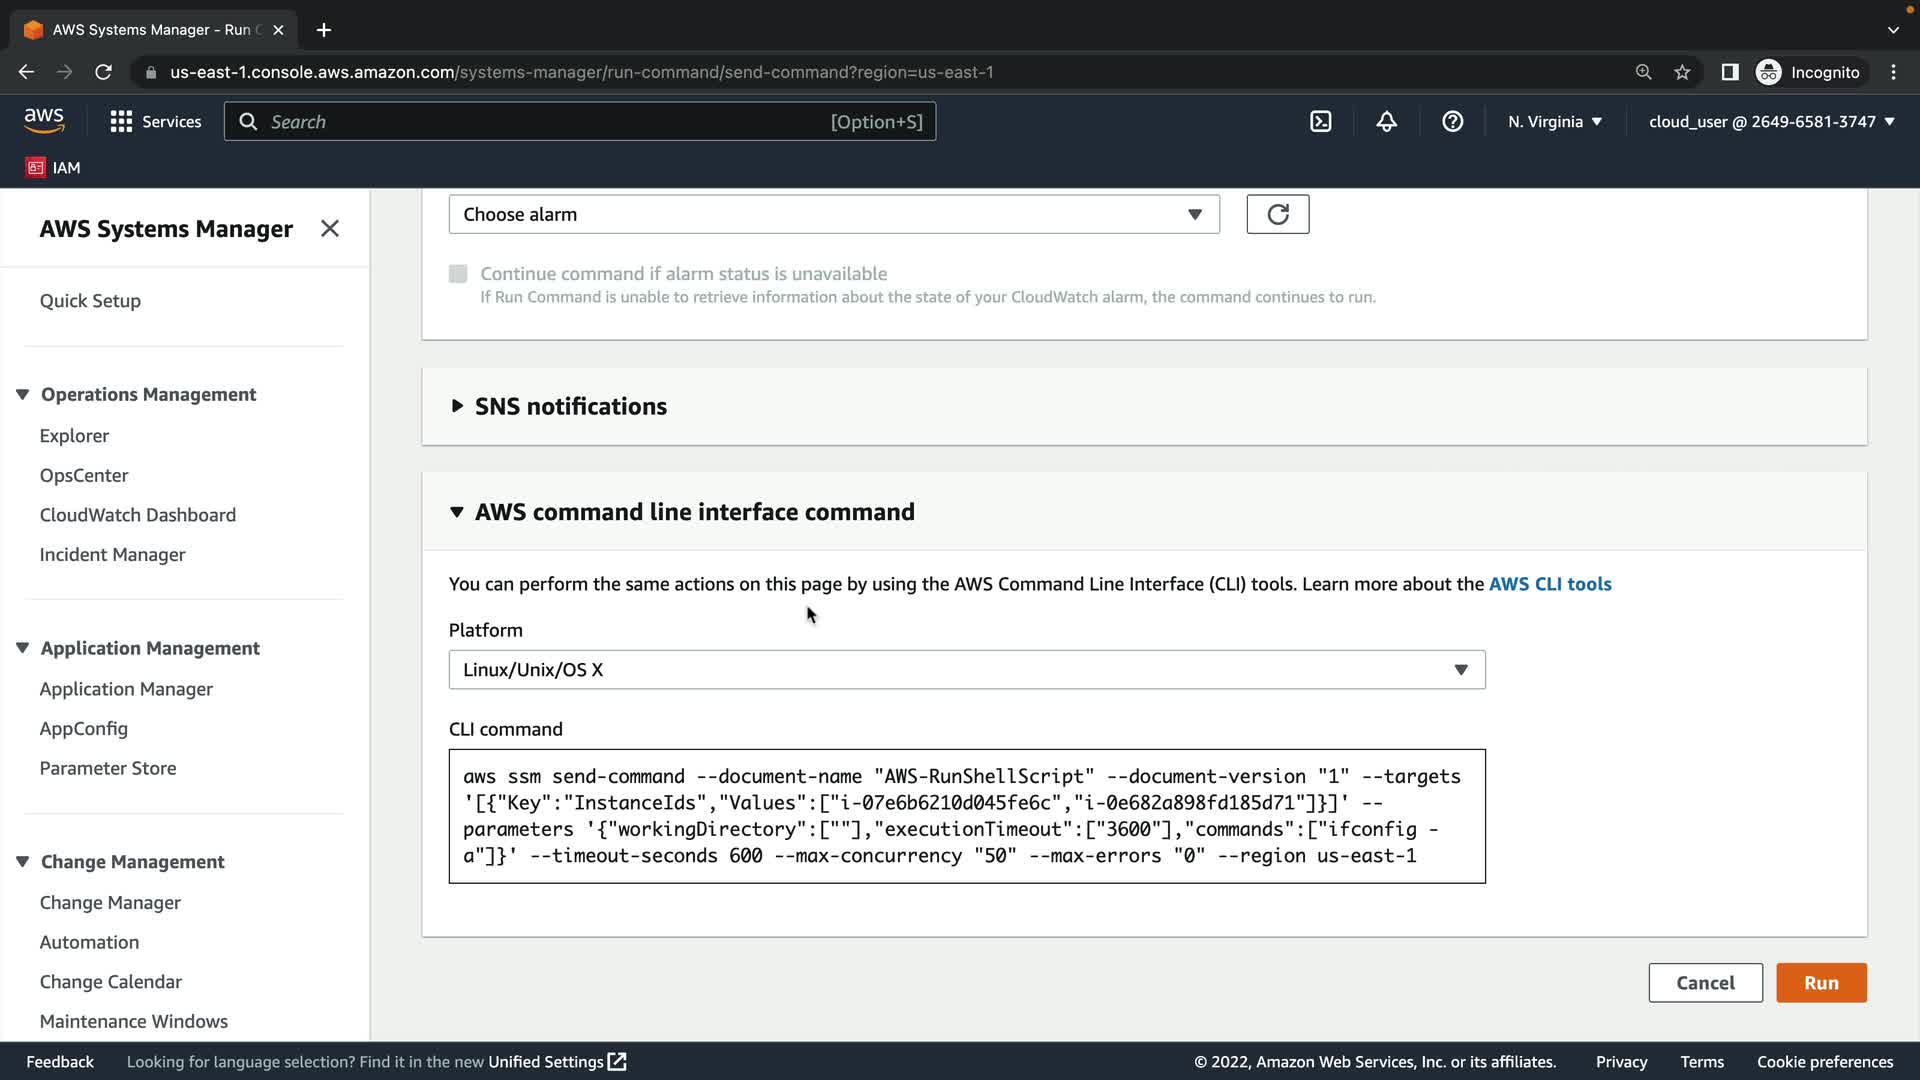 AWS Systems Manager - Run C
us-east-1.console.aws.amazon.com/systems-manager/run-command/send-command?region=us-east-1
Incognito
aws
Services
Search
[Option+S]
N. Virginia
cloud_user @ 2649-6581-3747
IAM
AWS Systems Manager
Quick Setup
Operations Management
Explorer
OpsCenter
CloudWatch Dashboard
Incident Manager
Application Management
Application Manager
AppConfig
Parameter Store
Change Management
Change Manager
Automation
Change Calendar
Maintenance Windows
Choose alarm
Continue command if alarm status is unavailable
If Run Command is unable to retrieve information about the state of your CloudWatch alarm, the command continues to run.
SNS notifications
AWS command line interface command
You can perform the same actions on this page by using the AWS Command Line Interface (CLI) tools. Learn more about the AWS CLI tools
Platform
Linux/Unix/OS X
CLI command
aws ssm send-command --document-name "AWS-RunShellScript" --document-version "1" --targets
'[{"Key":"InstanceIds","Values":["i-07e6b6210d045fe6c","i-0e682a898fd185d71"]}]' --
parameters '{"workingDirectory":[""],"executionTimeout":["3600"],"commands":["ifconfig -
a"]}' --timeout-seconds 600 --max-concurrency "50" --max-errors "0" --region us-east-1
Cancel
Run
Feedback
Looking for language selection? Find it in the new Unified Settings
© 2022, Amazon Web Services, Inc. or its affiliates.
Privacy
Terms
Cookie preferences